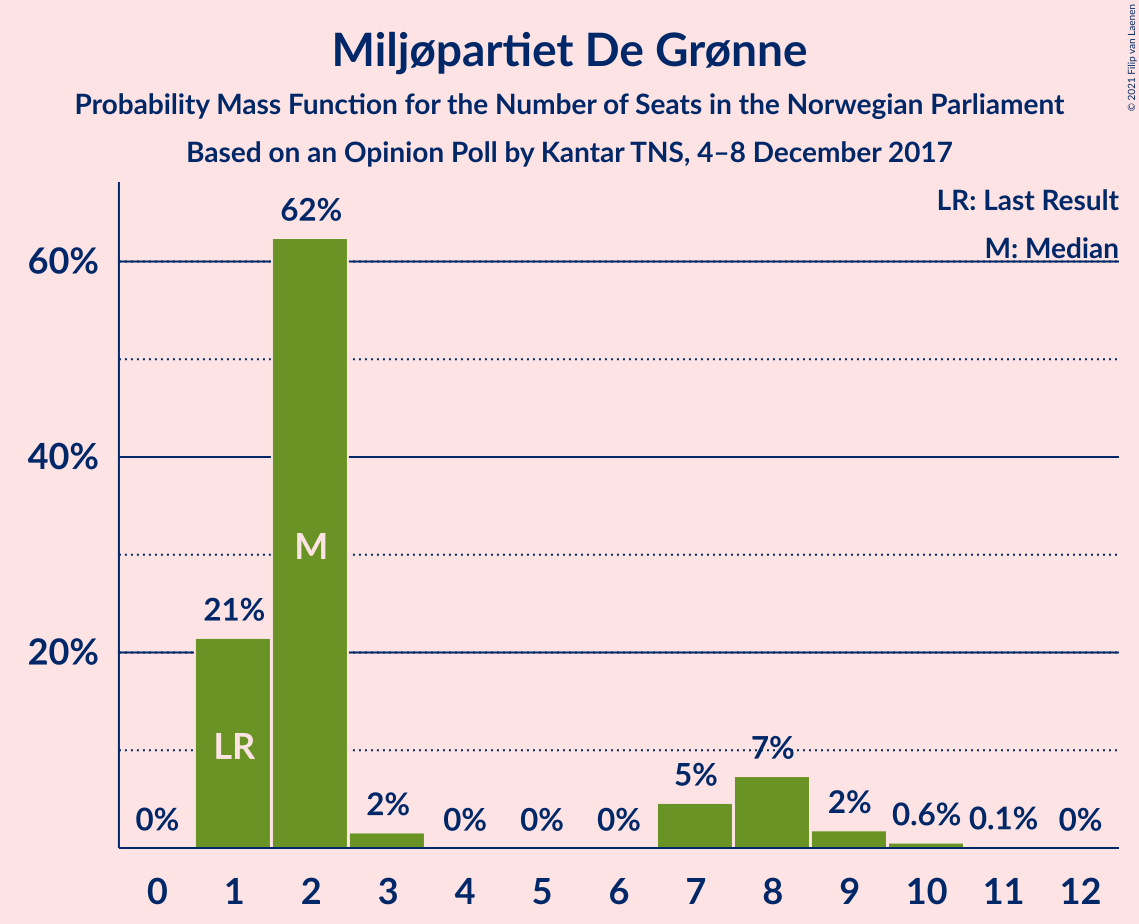 Miljøpartiet De Grønne
Probability Mass Function for the Number of Seats in the Norwegian Parliament
Based on an Opinion Poll by Kantar TNS, 4–8 December 2017
© 2021 Filip van Laenen
LR: Last Result
M: Median
60%
40%
20%
0%
21%
62%
2%
0%
0%
0%
5%
7%
2%
0.6%
0.1%
0%
LR
M
0 1 2 3 4 5 6 7 8 9 10 11 12